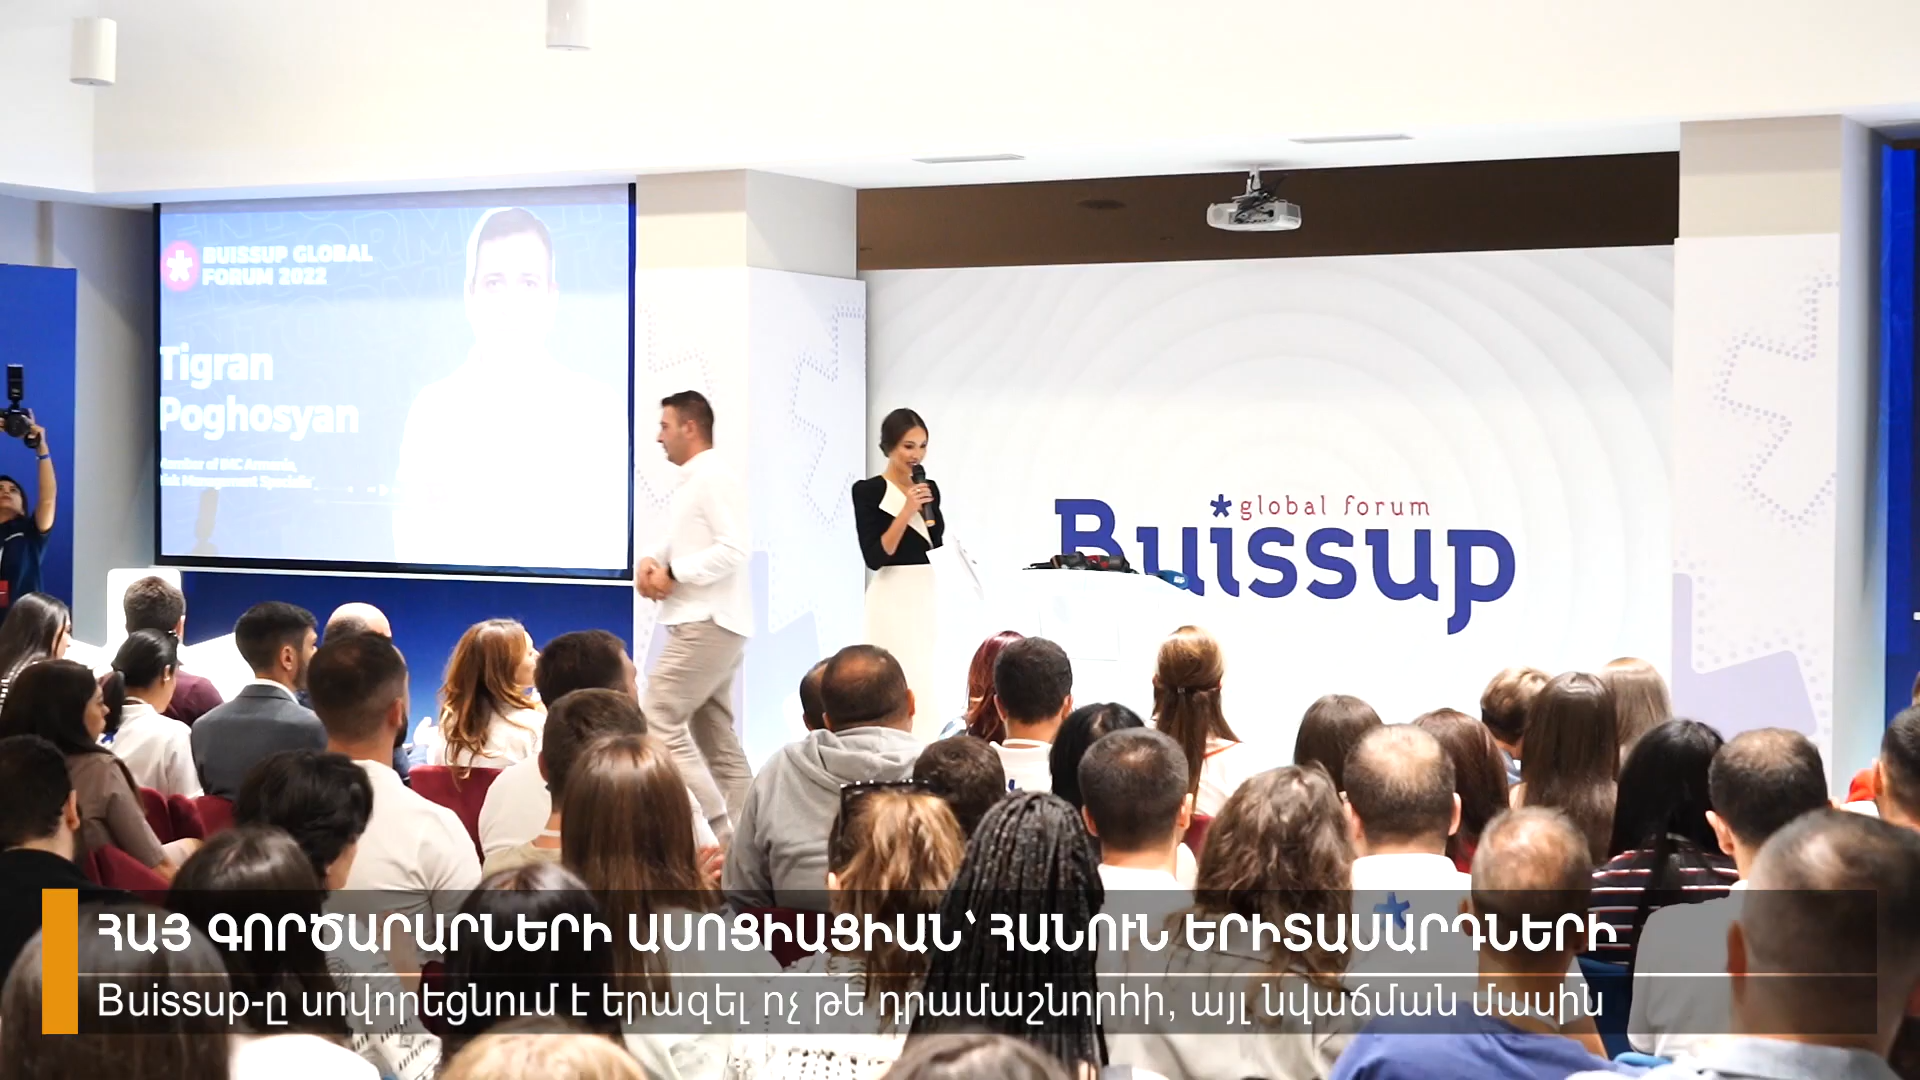 BUISSUP GLOBAL
FORUM 2022
Tigran
Poghosyan
global forum
Buissup
ՀԱՅ ԳՈՐԾԱՐԱՐՆԵՐԻ ԱՍՈՑԻԱՑԻԱՆ՝ ՀԱՆՈՒՆ ԵՐԻՏԱՍԱՐԴՆԵՐԻ
Buissup-ը սովորեցնում է երազել ոչ թե դրամաշնորհի, այլ նվաճման մասին